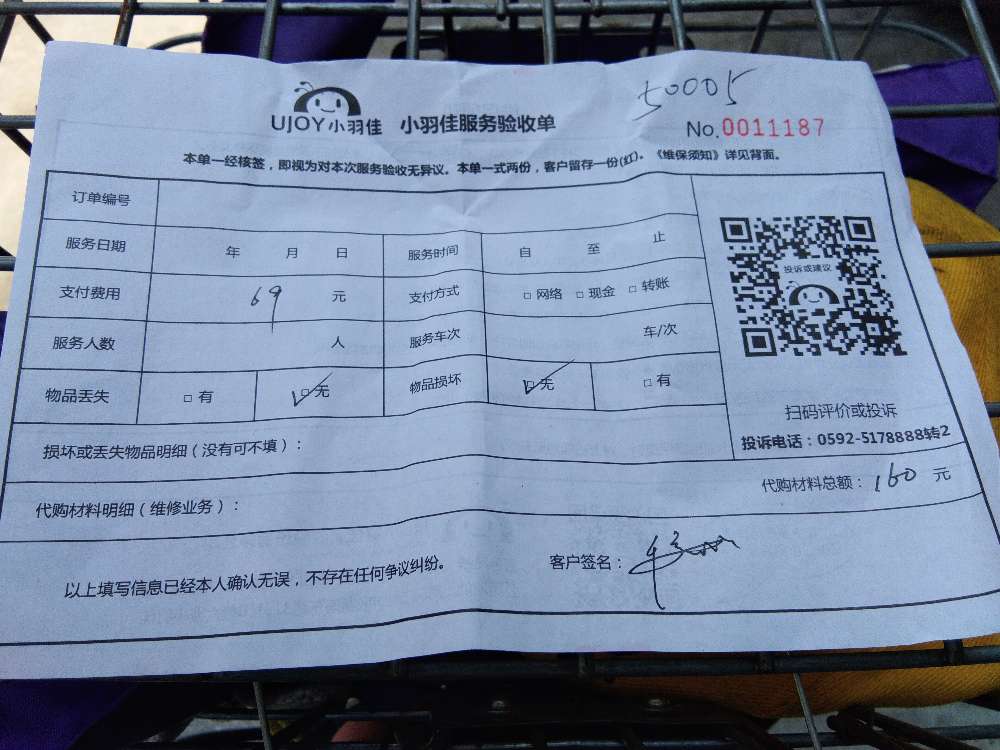 50005
UJOY小羽佳 小羽佳服务验收单
No.0011187
本单一经核签，即视为对本次服务验收无异议。本单一式两份，客户留存一份(红)。《维保须知》详见背面。
订单编号
服务日期 年 月 日 服务时间 自 至 止
支付费用 69 元 支付方式 □ 网络 □ 现金 □ 转账
服务人数 人 服务车次 车/次
物品丢失 □ 有 □ 无 物品损坏 □ 无 □ 有
投诉或建议
扫码评价或投诉
投诉电话：0592-5178888转2
损坏或丢失物品明细（没有可不填）：
代购材料明细（维修业务）：
代购材料总额：160 元
以上填写信息已经本人确认无误，不存在任何争议纠纷。
客户签名：